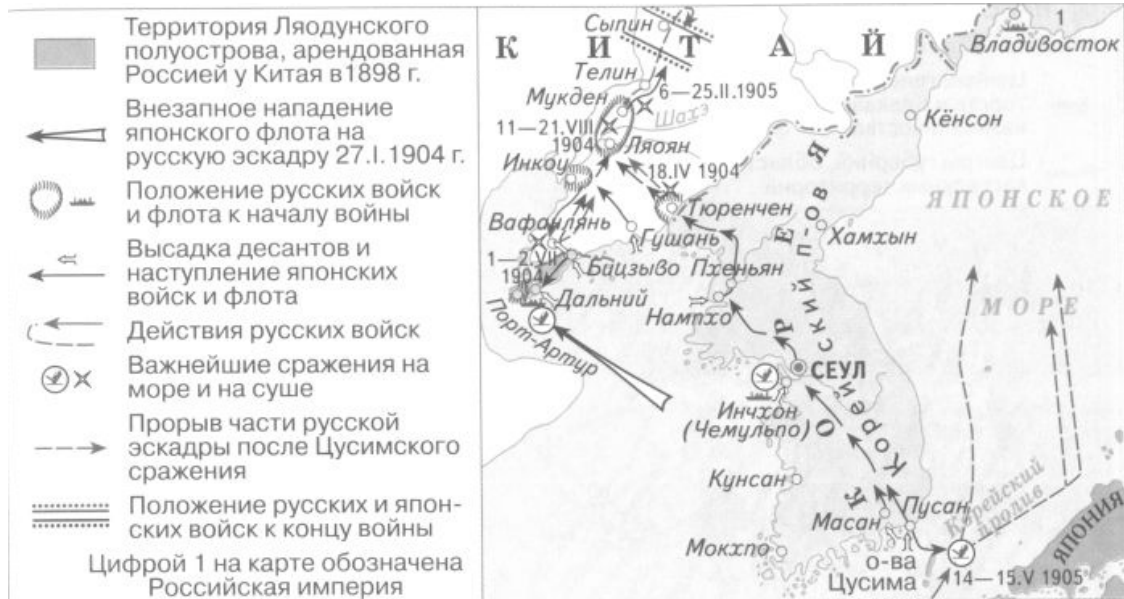 Территория Ляодунского
полуострова, арендованная
Россией у Китая в 1898 г.
Внезапное нападение
японского флота на
русскую эскадру 27.I.1904 г.
Положение русских войск
и флота к началу войны
Высадка десантов и
наступление японских
войск и флота
Действия русских войск
Важнейшие сражения на
море и на суше
Прорыв части русской
эскадры после Цусимского
сражения
Положение русских и япон-
ских войск к концу войны
Цифрой 1 на карте обозначена
Российская империя
Сыпин
КИТАЙ
1
Владивосток
Телин
6—25.II.1905
Мукден
Шахэ
11—21.VIII
1904
Ляоян
Кёнсон
Инкоу
18.IV 1904
Тюренчен
ЯПОНСКОЕ
МОРЕ
Вафанлянь
Гушань
Хамхын
1—2.VII
1904
Бицзыво
Пхеньян
Дальний
Нампхо
Порт-Артур
КОРЕЯ
Корейский п-ов
СЕУЛ
Инчхон
(Чемульпо)
Кунсан
Масан
Пусан
Корейский
пролив
Мокхпо
о-ва
Цусима
14—15.V 1905
ЯПОНИЯ